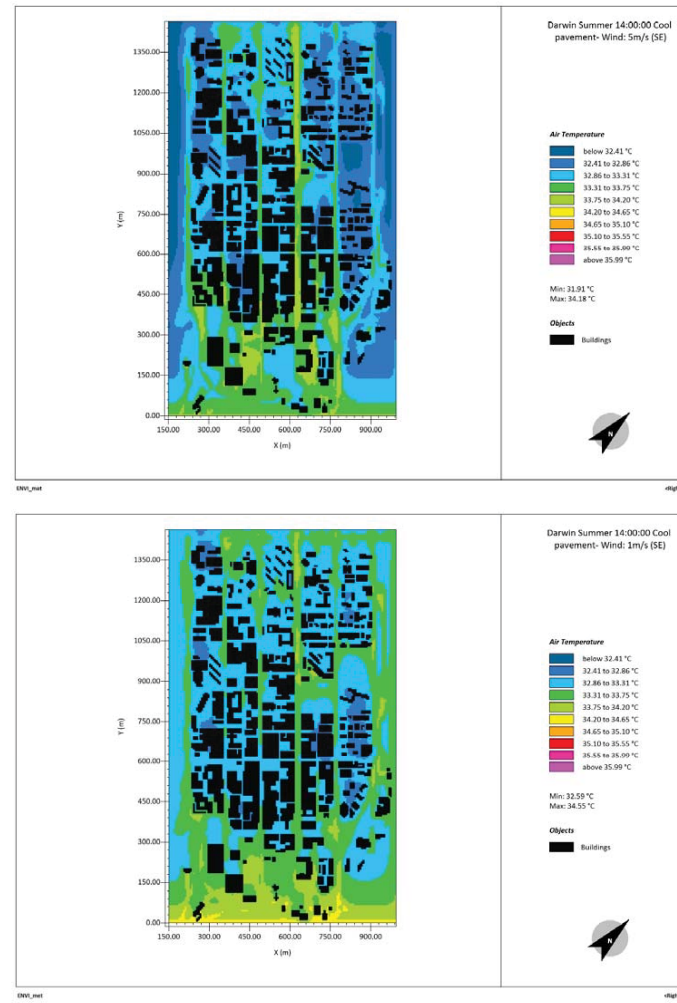 Darwin Summer 14:00:00 Cool
pavement- Wind: 5m/s (SE)
Air Temperature
below 32.41 °C
32.41 to 32.86 °C
32.86 to 33.31 °C
33.31 to 33.75 °C
33.75 to 34.20 °C
34.20 to 34.65 °C
34.65 to 35.10 °C
35.10 to 35.55 °C
35.55 to 35.99 °C
above 35.99 °C
Min: 31.91 °C
Max: 34.18 °C
Objects
Buildings
N
1350.00
1200.00
1050.00
900.00
750.00
600.00
450.00
300.00
150.00
0.00
Y (m)
150.00 300.00 450.00 600.00 750.00 900.00
X (m)
ENVI_met
<Righ
Darwin Summer 14:00:00 Cool
pavement- Wind: 1m/s (SE)
Air Temperature
below 32.41 °C
32.41 to 32.86 °C
32.86 to 33.31 °C
33.31 to 33.75 °C
33.75 to 34.20 °C
34.20 to 34.65 °C
34.65 to 35.10 °C
35.10 to 35.55 °C
35.55 to 35.99 °C
above 35.99 °C
Min: 32.59 °C
Max: 34.55 °C
Objects
Buildings
N
1350.00
1200.00
1050.00
900.00
750.00
600.00
450.00
300.00
150.00
0.00
Y (m)
150.00 300.00 450.00 600.00 750.00 900.00
X (m)
ENVI_met
<Righ